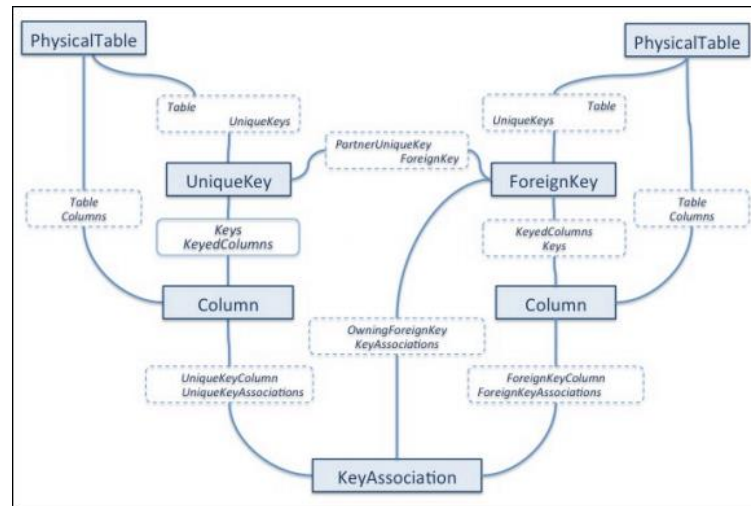 PhysicalTable
PhysicalTable
Table
UniqueKeys
Table
UniqueKeys
PartnerUniqueKey
ForeignKey
UniqueKey
ForeignKey
Table
Columns
Keys
KeyedColumns
KeyedColumns
Keys
Table
Columns
Column
Column
OwningForeignKey
KeyAssociations
UniqueKeyColumn
UniqueKeyAssociations
ForeignKeyColumn
ForeignKeyAssociations
KeyAssociation